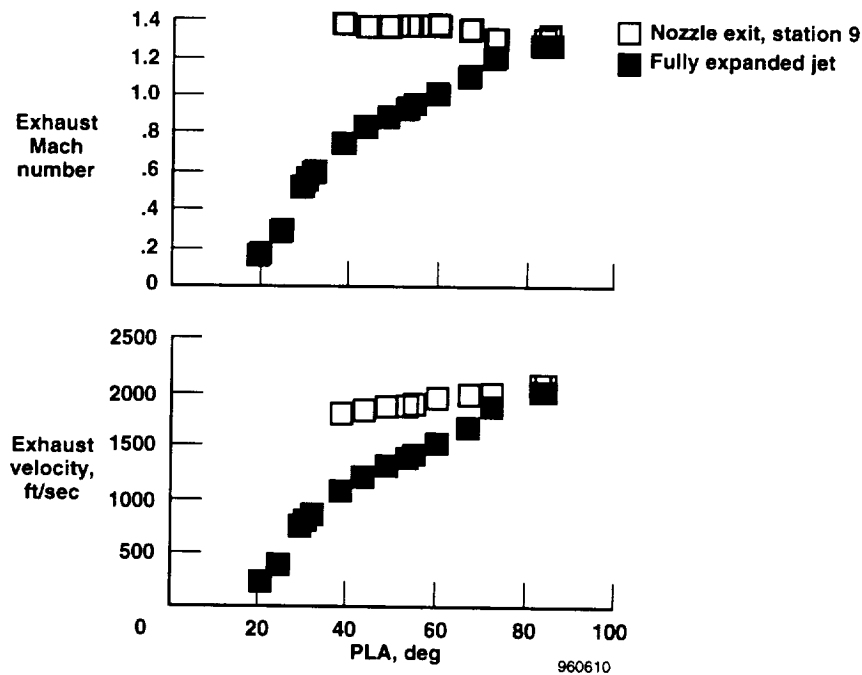 Nozzle exit, station 9
Fully expanded jet
Exhaust
Mach
number
1.4
1.2
1.0
.8
.6
.4
.2
0
Exhaust
velocity,
ft/sec
2500
2000
1500
1000
500
0
20
40
60
80
100
PLA, deg
960610